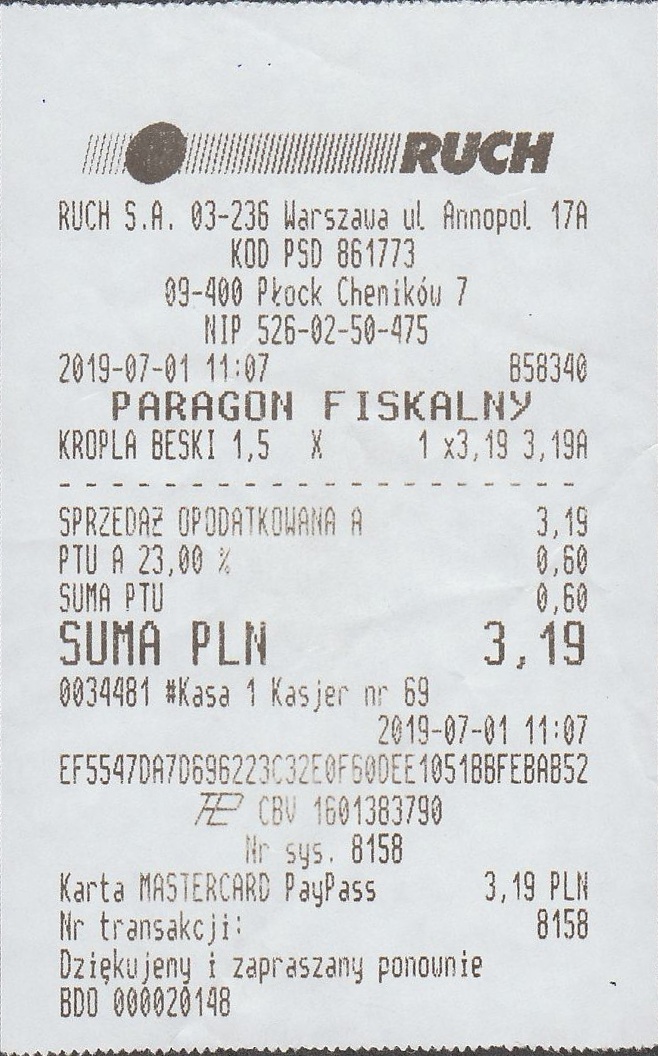 RUCH
RUCH S.A. 03-236 Warszawa ul Annopol 17A
KOD PSD 861773
09-400 Płock Chemików 7
NIP 526-02-50-475
2019-07-01 11:07 858340
PARAGON FISKALNY
KROPLA BESKI 1,5 X 1 x3,19 3,19A
SPRZEDAŻ OPODATKOWANA A 3,19
PTU A 23,00 % 0,60
SUMA PTU 0,60
SUMA PLN 3,19
0034481 #Kasa 1 Kasjer nr 69
2019-07-01 11:07
EF5547DA7D696223C32E0F60DEE1051BBFEBAB52
CBV 1601383790
Nr sys. 8158
Karta MASTERCARD PayPass 3,19 PLN
Nr transakcji: 8158
Dziękujemy i zapraszamy ponownie
BDO 000020148